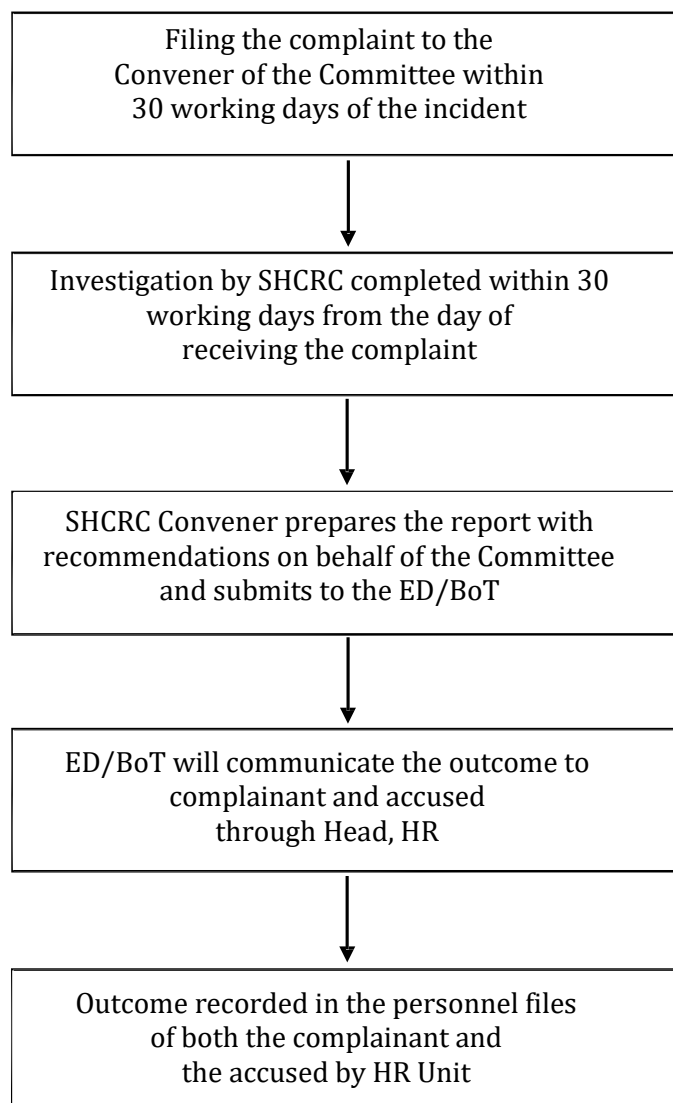 Filing the complaint to the
Convener of the Committee within
30 working days of the incident
Investigation by SHCRC completed within 30
working days from the day of
receiving the complaint
SHCRC Convener prepares the report with
recommendations on behalf of the Committee
and submits to the ED/BoT
ED/BoT will communicate the outcome to
complainant and accused
through Head, HR
Outcome recorded in the personnel files
of both the complainant and
the accused by HR Unit